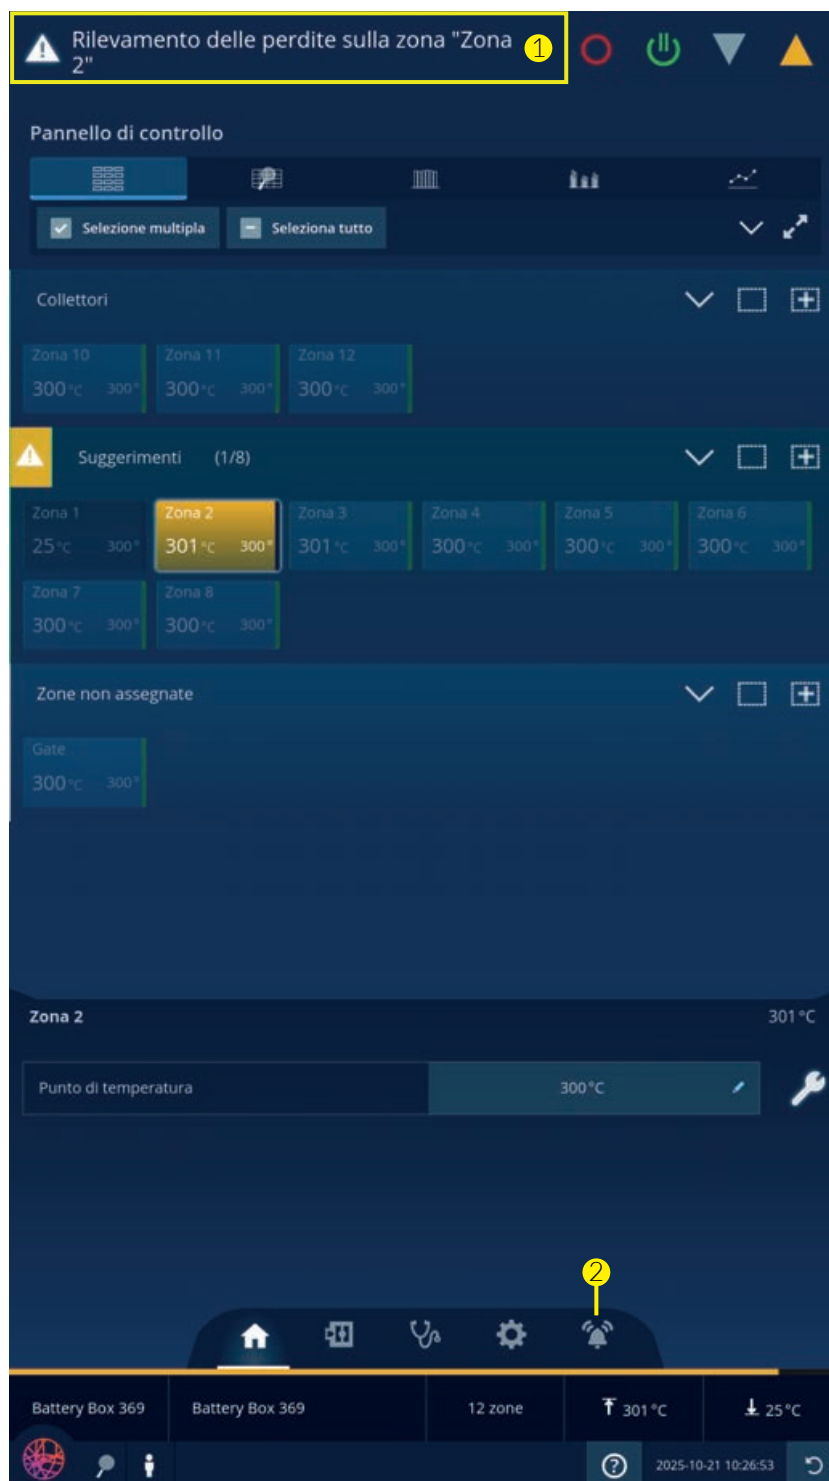 Rilevamento delle perdite sulla zona "Zona
2"
1
Pannello di controllo
Selezione multipla Seleziona tutto
Collettori
Zona 10 Zona 11 Zona 12
300°C 300° 300°C 300° 300°C 300°
Suggerimenti (1/8)
Zona 1 Zona 2 Zona 3 Zona 4 Zona 5 Zona 6
25°C 300° 301°C 300° 301°C 300° 300°C 300° 300°C 300° 300°C 300°
Zona 7 Zona 8
300°C 300° 300°C 300°
Zone non assegnate
Gate
300°C 300°
Zona 2 301°C
Punto di temperatura 300°C
2
Battery Box 369 Battery Box 369 12 zone 301°C 25°C
2025-10-21 10:26:53